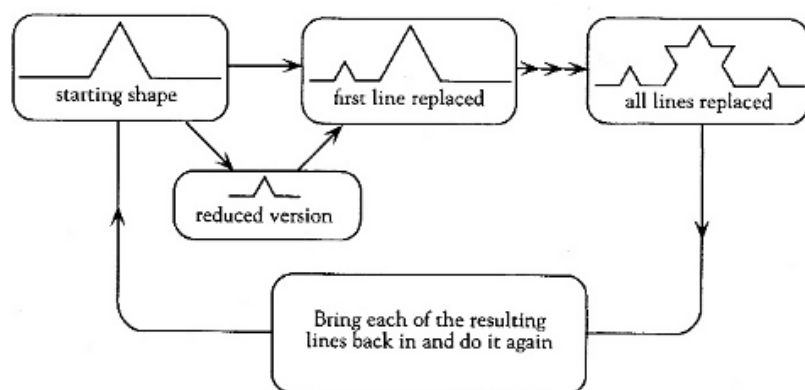 starting shape
first line replaced
all lines replaced
reduced version
Bring each of the resulting
lines back in and do it again